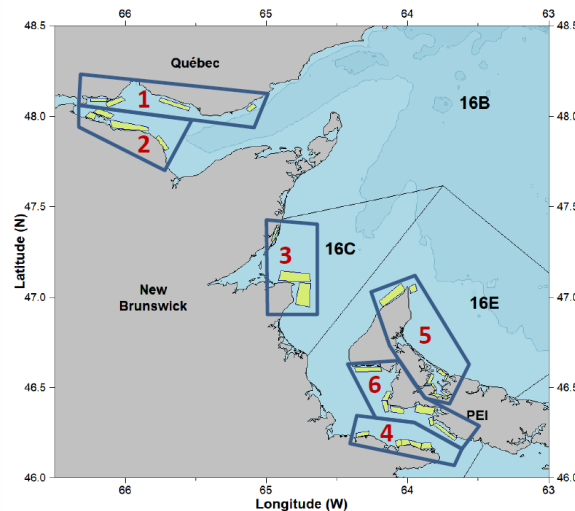 66 65 64 63
48.5 48.5
Québec
16B
1
48.0 48.0
2
47.5 47.5
3 16C
Latitude (N)
New
Brunswick
47.0 47.0
16E
5
6
46.5 46.5
PEI
4
46.0 46.0
66 65 64 63
Longitude (W)